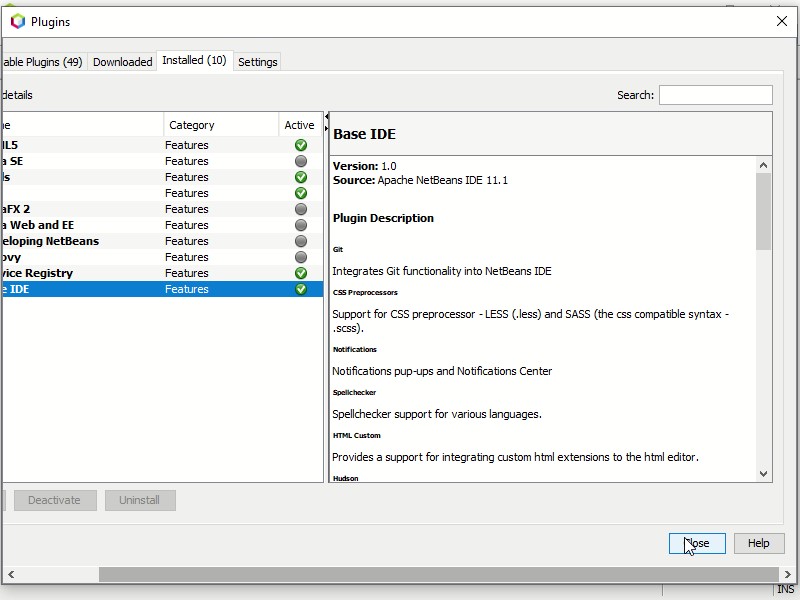 Plugins
able Plugins (49) Downloaded Installed (10) Settings
details
Search:
e Category Active
IL5 Features
a SE Features
ls Features
Features
aFX 2 Features
a Web and EE Features
eloping NetBeans Features
ovy Features
vice Registry Features
e IDE Features
Base IDE
Version: 1.0
Source: Apache NetBeans IDE 11.1
Plugin Description
Git
Integrates Git functionality into NetBeans IDE
CSS Preprocessors
Support for CSS preprocessor - LESS (.less) and SASS (the css compatible syntax -
.scss).
Notifications
Notifications pup-ups and Notifications Center
Spellchecker
Spellchecker support for various languages.
HTML Custom
Provides a support for integrating custom html extensions to the html editor.
Hudson
Deactivate Uninstall
Close Help
INS